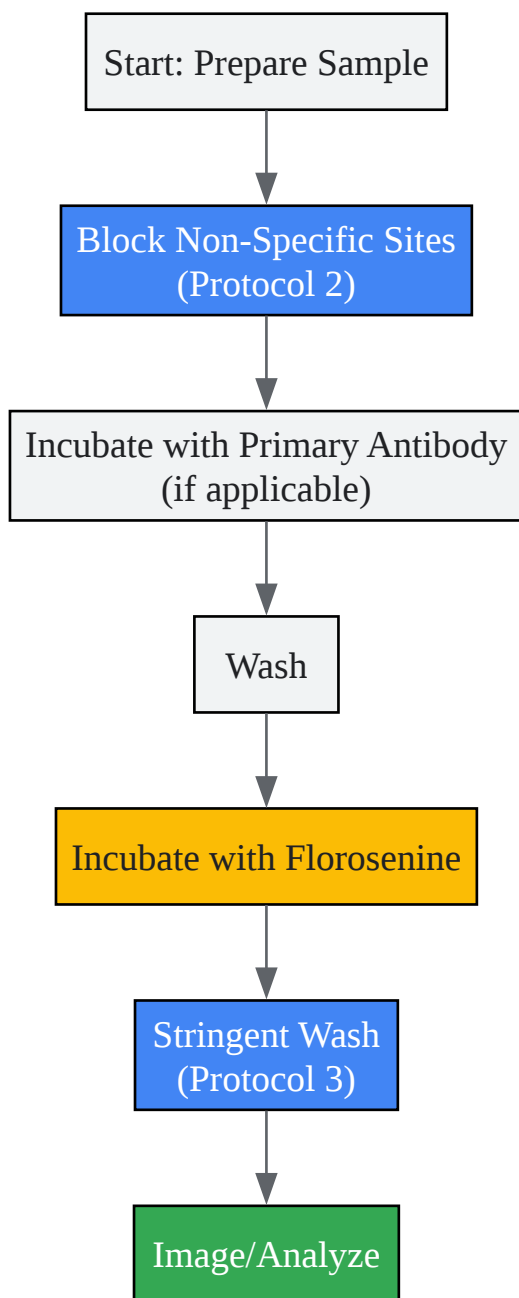 Start: Prepare Sample
Block Non-Specific Sites
(Protocol 2)
Incubate with Primary Antibody
(if applicable)
Wash
Incubate with Florosenine
Stringent Wash
(Protocol 3)
Image/Analyze